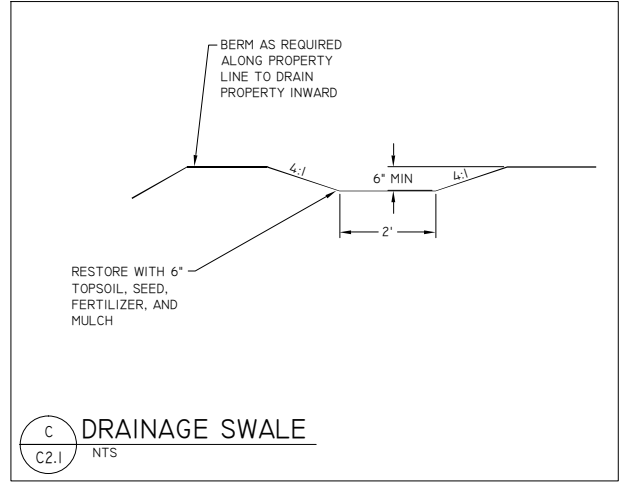 BERM AS REQUIRED
ALONG PROPERTY
LINE TO DRAIN
PROPERTY INWARD
4:1
6" MIN
4:1
2'
RESTORE WITH 6"
TOPSOIL, SEED,
FERTILIZER, AND
MULCH
C
C2.1
DRAINAGE SWALE
NTS